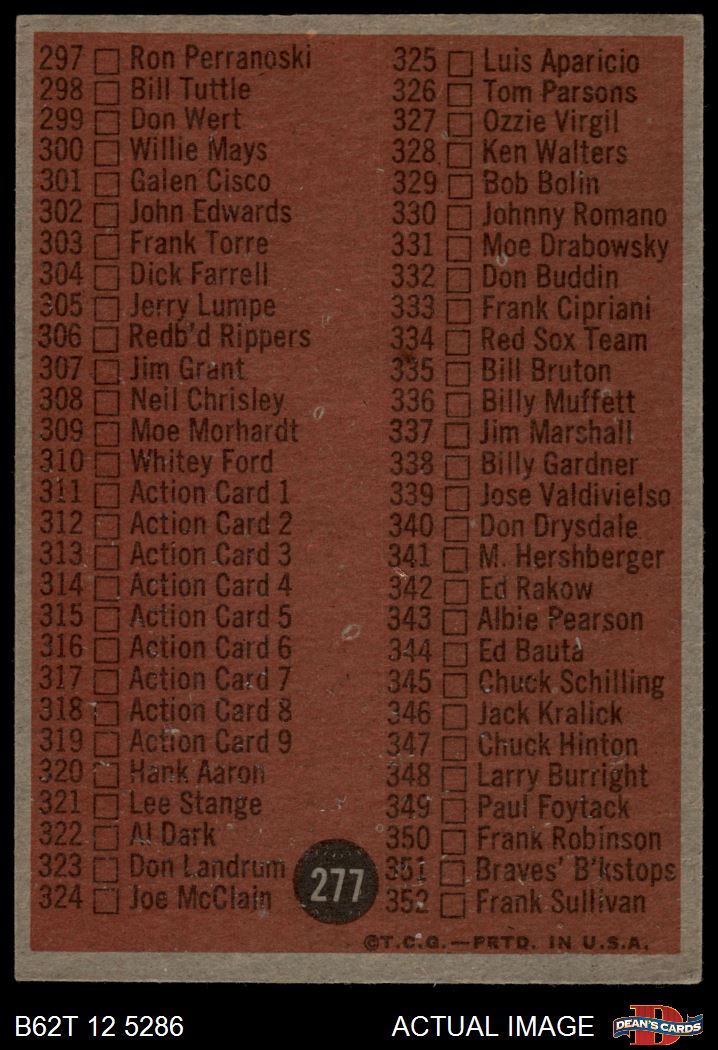 297 Ron Perranoski
298 Bill Tuttle
299 Don Wert
300 Willie Mays
301 Galen Cisco
302 John Edwards
303 Frank Torre
304 Dick Farrell
305 Jerry Lumpe
306 Redb'd Rippers
307 Jim Grant
308 Neil Chrisley
309 Moe Morhardt
310 Whitey Ford
311 Action Card 1
312 Action Card 2
313 Action Card 3
314 Action Card 4
315 Action Card 5
316 Action Card 6
317 Action Card 7
318 Action Card 8
319 Action Card 9
320 Hank Aaron
321 Lee Stange
322 Al Dark
323 Don Landrum
324 Joe McClain
325 Luis Aparicio
326 Tom Parsons
327 Ozzie Virgil
328 Ken Walters
329 Bob Bolin
330 Johnny Romano
331 Moe Drabowsky
332 Don Buddin
333 Frank Cipriani
334 Red Sox Team
335 Bill Bruton
336 Billy Muffett
337 Jim Marshall
338 Billy Gardner
339 Jose Valdivielso
340 Don Drysdale
341 M. Hershberger
342 Ed Rakow
343 Albie Pearson
344 Ed Bauta
345 Chuck Schilling
346 Jack Kralick
347 Chuck Hinton
348 Larry Burright
349 Paul Foytack
350 Frank Robinson
351 Braves' B'kstops
352 Frank Sullivan
277
©T.C.G.—PRTD. IN U.S.A.
B62T 12 5286
ACTUAL IMAGE
D
DEAN'S CARDS